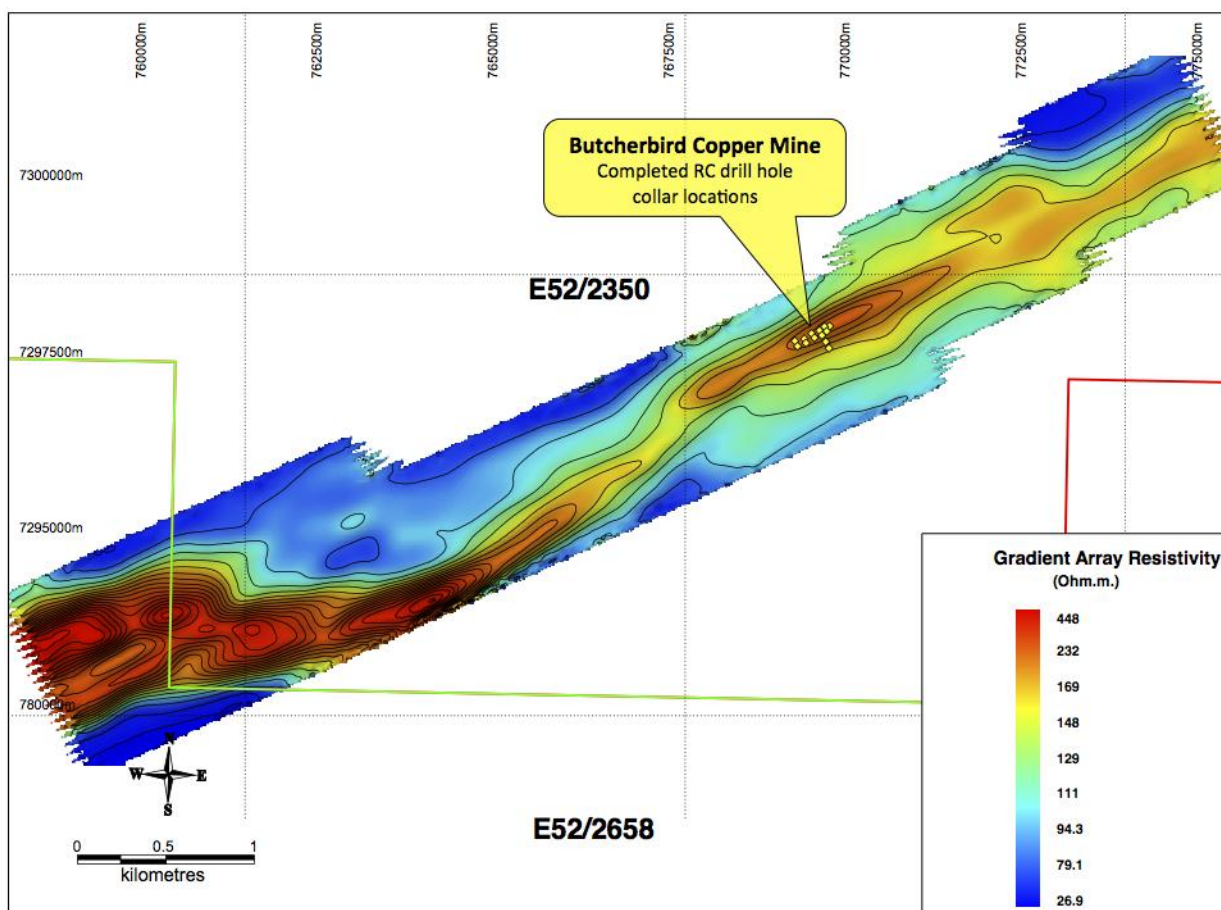 760000m
762500m
765000m
767500m
770000m
772500m
775000m
Butcherbird Copper Mine
Completed RC drill hole
collar locations
7300000m
E52/2350
7297500m
7295000m
780000m
N
W
E
S
0 0.5 1
kilometres
E52/2658
Gradient Array Resistivity
(Ohm.m.)
448
232
169
148
129
111
94.3
79.1
26.9